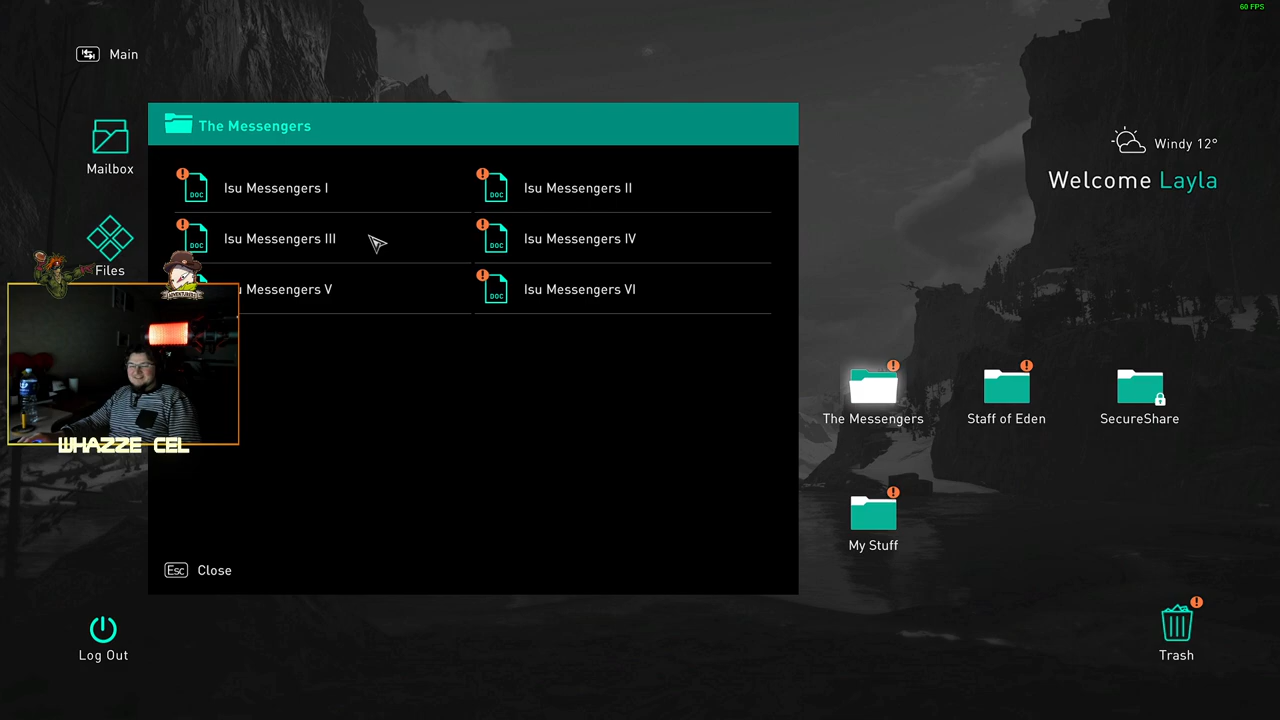 60 FPS
Main
The Messengers
Mailbox
Files
DOC Isu Messengers I
DOC Isu Messengers II
DOC Isu Messengers III
DOC Isu Messengers IV
Messengers V
DOC Isu Messengers VI
Esc Close
Windy 12°
Welcome Layla
The Messengers
Staff of Eden
SecureShare
My Stuff
WHAZZE CEL
Log Out
Trash